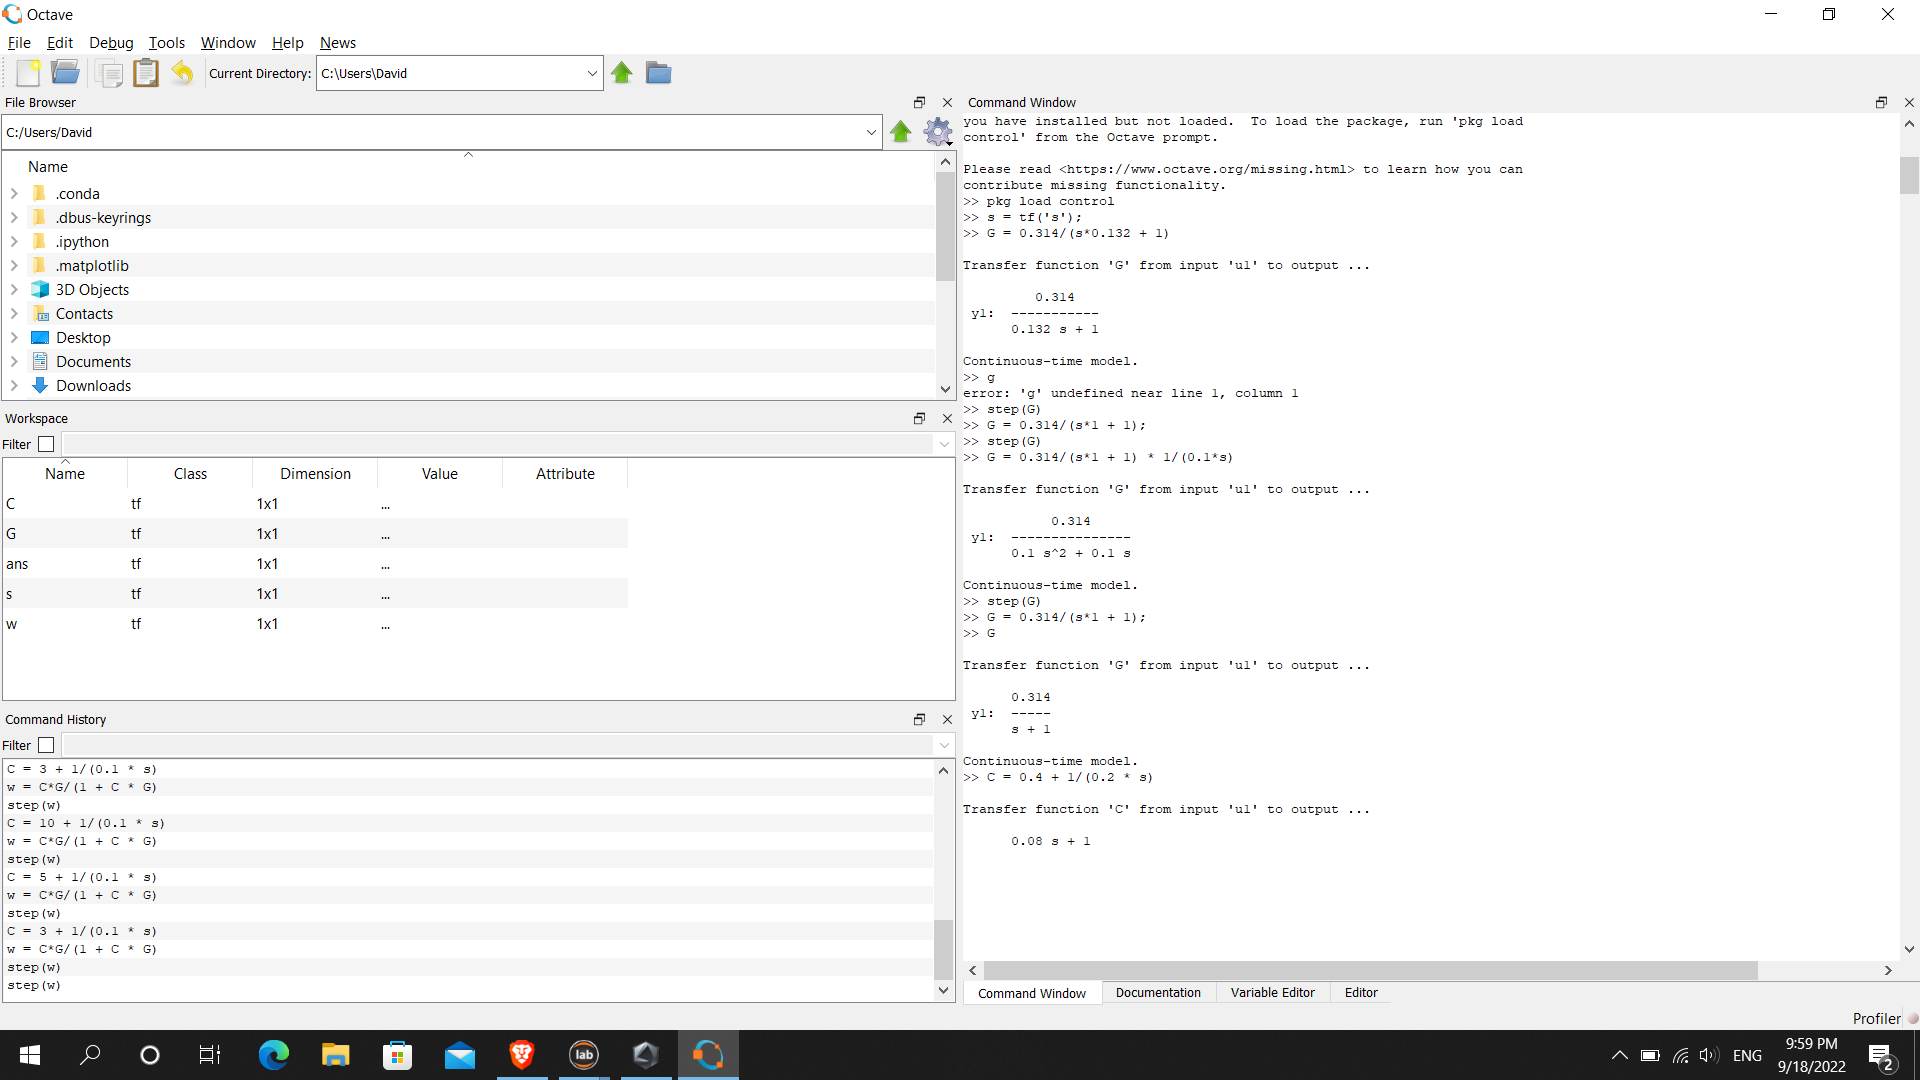 Octave
File Edit Debug Tools Window Help News
Current Directory: C:\Users\David
File Browser
C:/Users/David
Name
.conda
.dbus-keyrings
.ipython
.matplotlib
3D Objects
Contacts
Desktop
Documents
Downloads
Workspace
Filter
Name Class Dimension Value Attribute
C tf 1x1 ...
G tf 1x1 ...
ans tf 1x1 ...
s tf 1x1 ...
w tf 1x1 ...
Command History
Filter
C = 3 + 1/(0.1 * s)
w = C*G/(1 + C * G)
step(w)
C = 10 + 1/(0.1 * s)
w = C*G/(1 + C * G)
step(w)
C = 5 + 1/(0.1 * s)
w = C*G/(1 + C * G)
step(w)
C = 3 + 1/(0.1 * s)
w = C*G/(1 + C * G)
step(w)
step(w)
Command Window
you have installed but not loaded.  To load the package, run 'pkg load
control' from the Octave prompt.
Please read <https://www.octave.org/missing.html> to learn how you can
contribute missing functionality.
>> pkg load control
>> s = tf('s');
>> G = 0.314/(s*0.132 + 1)
Transfer function 'G' from input 'u1' to output ...
0.314
y1:  -----------
0.132 s + 1
Continuous-time model.
>> g
error: 'g' undefined near line 1, column 1
>> step(G)
>> G = 0.314/(s*1 + 1);
>> step(G)
>> G = 0.314/(s*1 + 1) * 1/(0.1*s)
Transfer function 'G' from input 'u1' to output ...
0.314
y1:  ---------------
0.1 s^2 + 0.1 s
Continuous-time model.
>> step(G)
>> G = 0.314/(s*1 + 1);
>> G
Transfer function 'G' from input 'u1' to output ...
0.314
y1:  -----
s + 1
Continuous-time model.
>> C = 0.4 + 1/(0.2 * s)
Transfer function 'C' from input 'u1' to output ...
0.08 s + 1
Command Window Documentation Variable Editor Editor
Profiler
lab
ENG
9:59 PM
9/18/2022
2